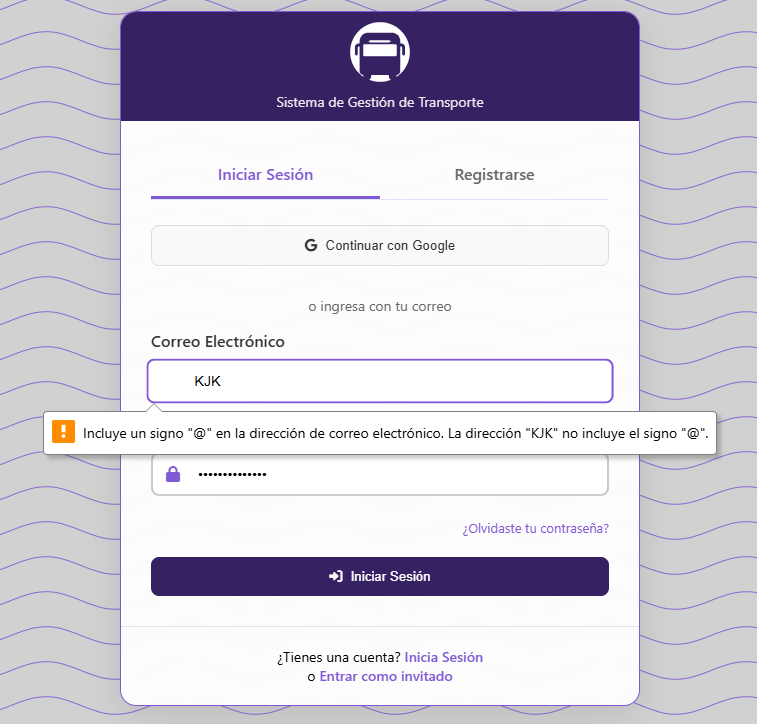 Sistema de Gestión de Transporte
Iniciar Sesión
Registrarse
Continuar con Google
o ingresa con tu correo
Correo Electrónico
KJK
Incluye un signo "@" en la dirección de correo electrónico. La dirección "KJK" no incluye el signo "@".
••••••••••••••
¿Olvidaste tu contraseña?
Iniciar Sesión
¿Tienes una cuenta? Inicia Sesión
o Entrar como invitado